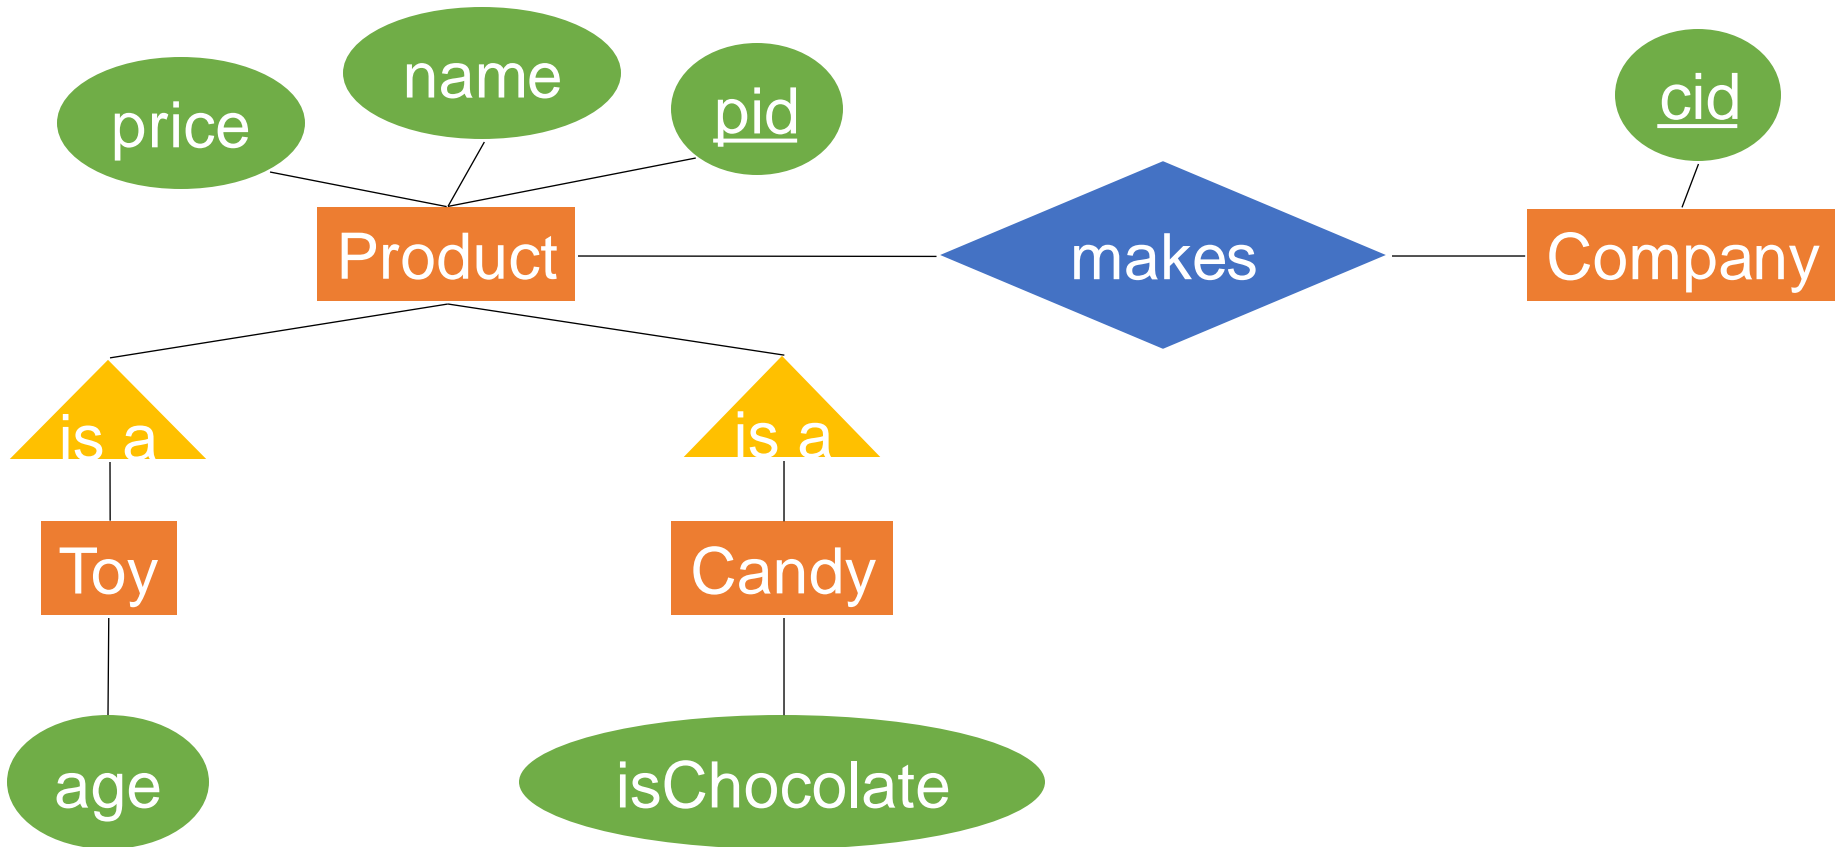 name
price
pid
cid
Product
makes
Company
is a
is a
Toy
Candy
age
isChocolate